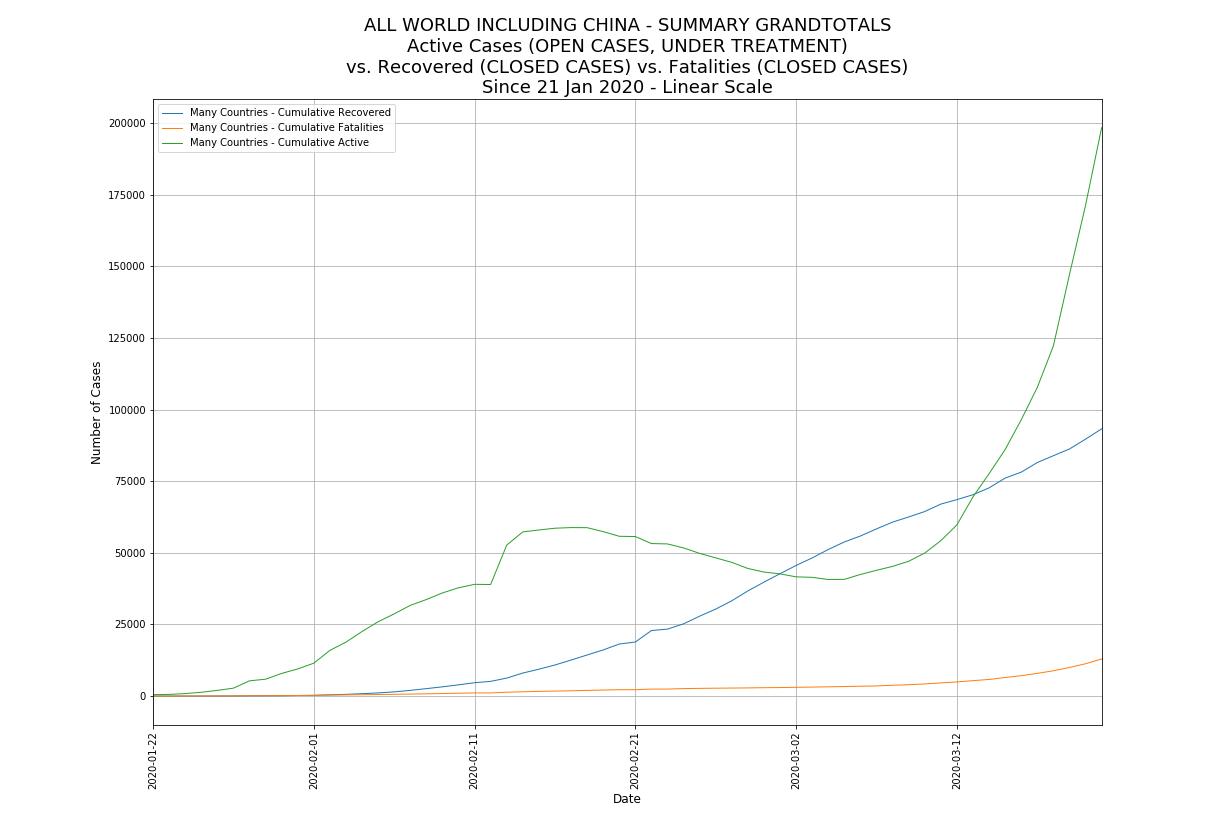 ALL WORLD INCLUDING CHINA - SUMMARY GRANDTOTALS
Active Cases (OPEN CASES, UNDER TREATMENT)
vs. Recovered (CLOSED CASES) vs. Fatalities (CLOSED CASES)
Since 21 Jan 2020 - Linear Scale
Many Countries - Cumulative Recovered
Many Countries - Cumulative Fatalities
Many Countries - Cumulative Active
200000
175000
150000
125000
100000
75000
50000
25000
0
Number of Cases
2020-01-22
2020-02-01
2020-02-11
2020-02-21
2020-03-02
2020-03-12
Date